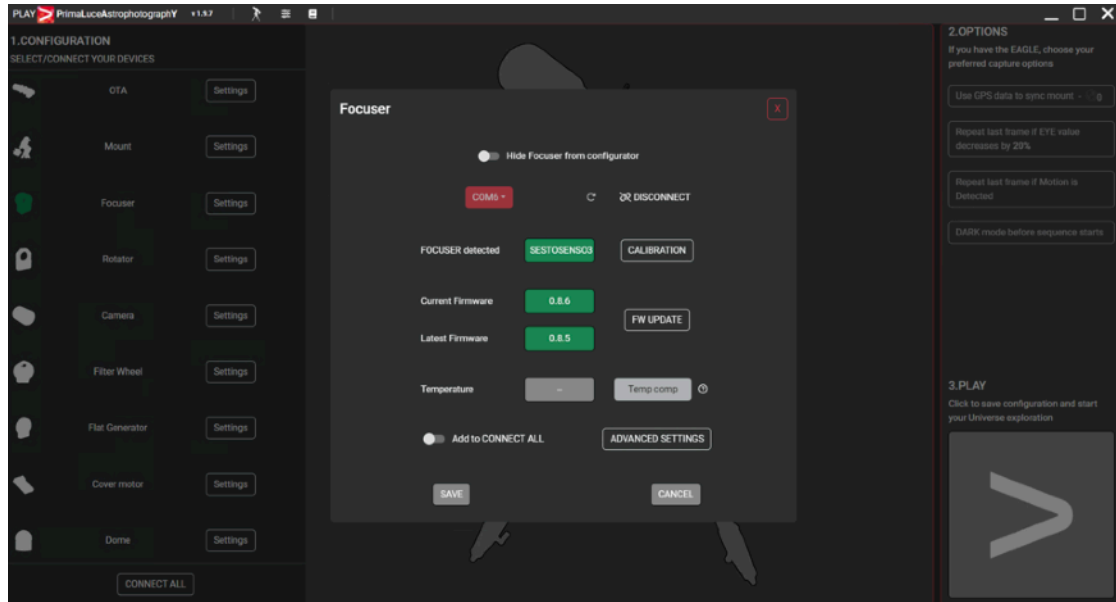 PLAY PrimaLuceAstrophotographY v1.9.7
1.CONFIGURATION
SELECT/CONNECT YOUR DEVICES
OTA Settings
Mount Settings
Focuser Settings
Rotator Settings
Camera Settings
Filter Wheel Settings
Flat Generator Settings
Cover motor Settings
Dome Settings
CONNECT ALL
Focuser X
Hide Focuser from configurator
COM6 DISCONNECT
FOCUSER detected SESTOSENSO3 CALIBRATION
Current Firmware 0.8.6
FW UPDATE
Latest Firmware 0.8.5
Temperature -- Temp comp
Add to CONNECT ALL ADVANCED SETTINGS
SAVE CANCEL
2.OPTIONS
If you have the EAGLE, choose your
preferred capture options
Use GPS data to sync mount -
Repeat last frame if EYE value
decreases by 20%
Repeat last frame if Motion is
Detected
DARK mode before sequence starts
3.PLAY
Click to save configuration and start
your Universe exploration